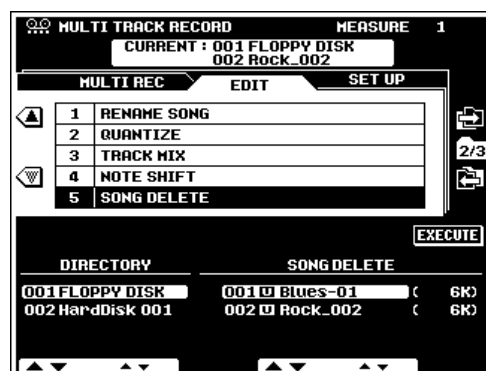 MULTI TRACK RECORD MEASURE 1
CURRENT : 001 FLOPPY DISK
002 Rock_002
MULTI REC EDIT SET UP
1 RENAME SONG
2 QUANTIZE
3 TRACK MIX
2/3
4 NOTE SHIFT
5 SONG DELETE
EXECUTE
DIRECTORY SONG DELETE
001 FLOPPY DISK 001 U Blues-01 ( 6K)
002 HardDisk 001 002 U Rock_002 ( 6K)